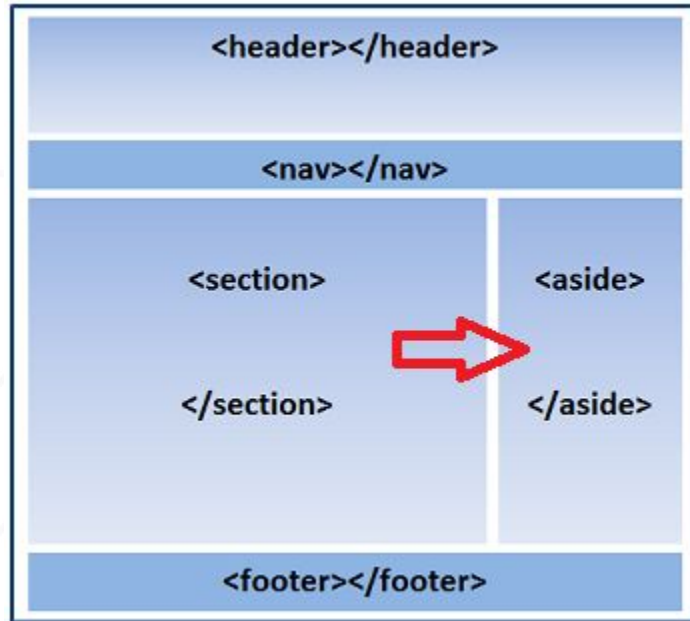 <header></header>
<nav></nav>
<section>
</section>
<aside>
</aside>
<footer></footer>